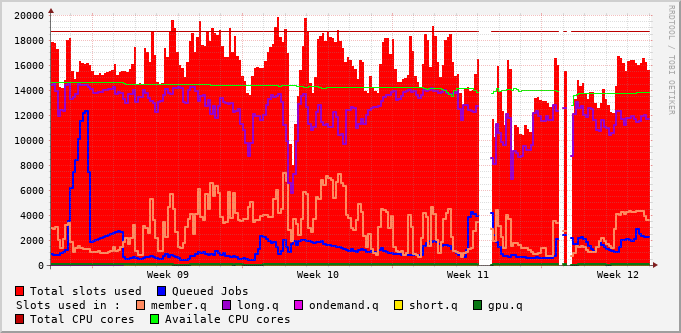 20000
18000
16000
14000
12000
10000
8000
6000
4000
2000
0
Week 09 Week 10 Week 11 Week 12
RRDTOOL / TOBI OETIKER
Total slots used Queued Jobs
Slots used in : member.q long.q ondemand.q short.q gpu.q
Total CPU cores Availale CPU cores